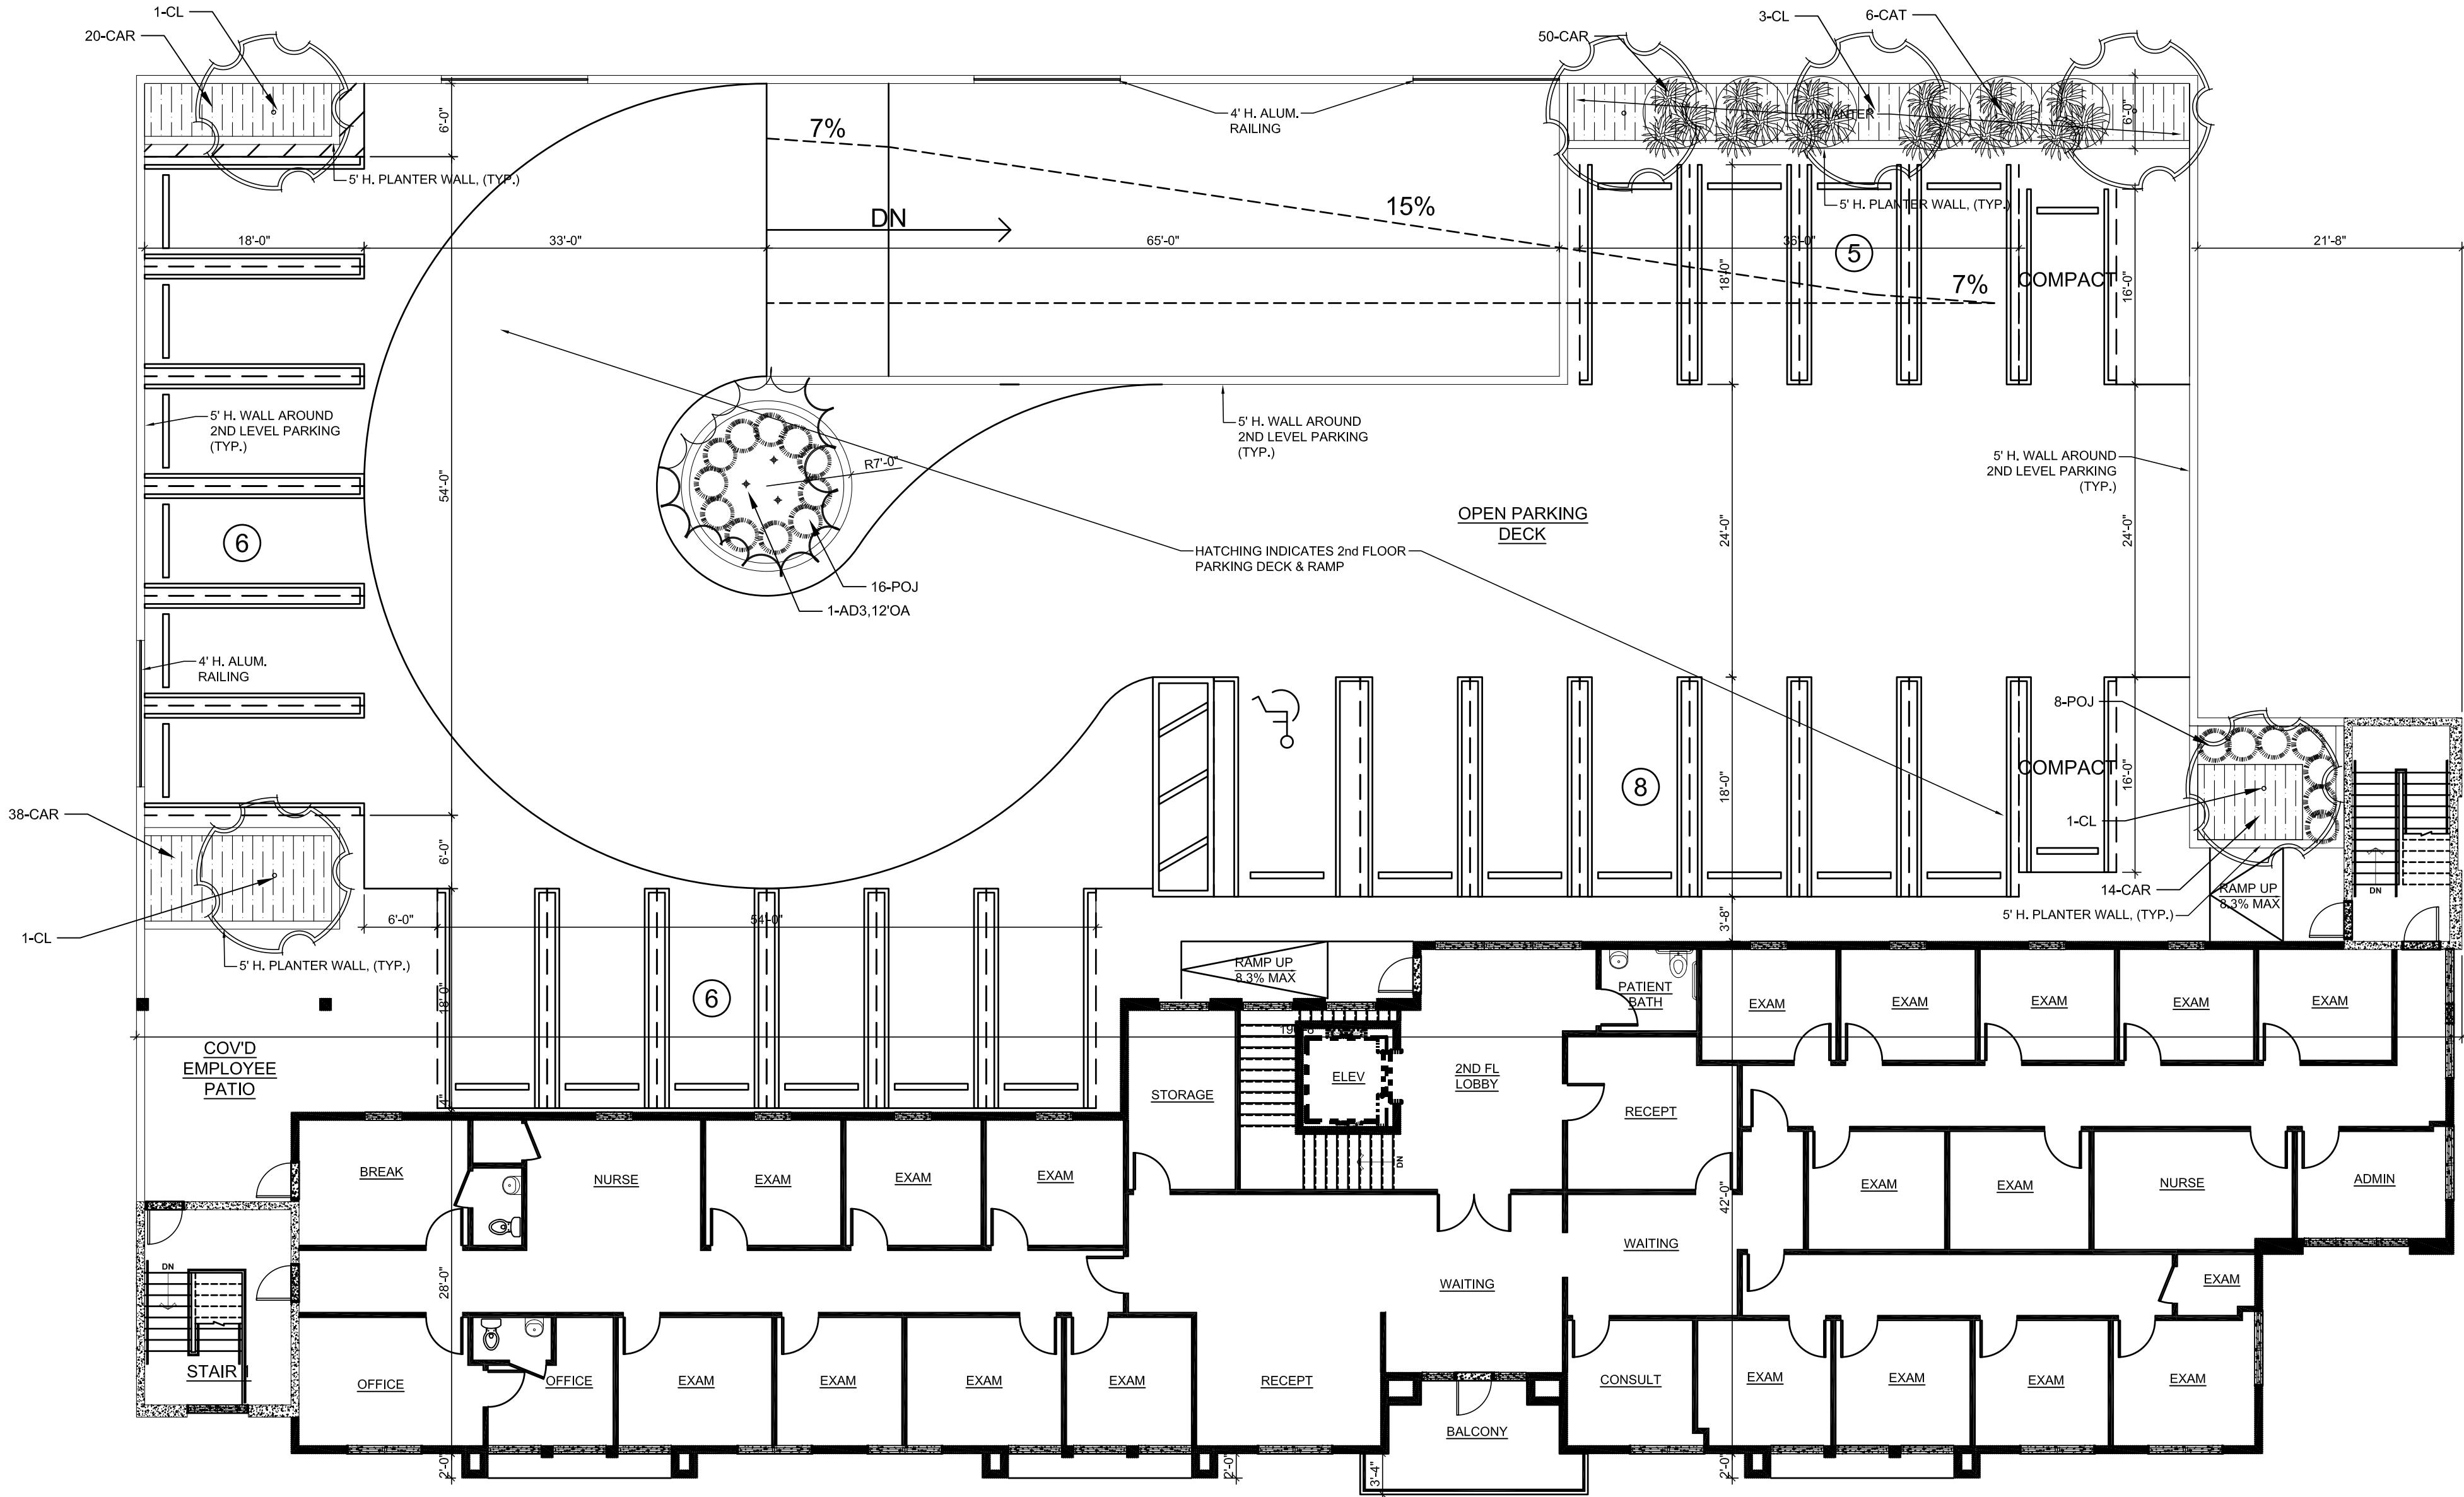 1-CL
3-CL
6-CAT
20-CAR
50-CAR
6'-0"
4' H. ALUM.
RAILING
PLANTER
6'-0"
7%
5' H. PLANTER WALL, (TYP.)
15%
5' H. PLANTER WALL, (TYP.)
DN
18'-0"
33'-0"
65'-0"
36'-0"
5
21'-8"
18'-0"
7%
COMPACT
16'-0"
5' H. WALL AROUND
2ND LEVEL PARKING
(TYP.)
5' H. WALL AROUND
2ND LEVEL PARKING
(TYP.)
R7'-0"
5' H. WALL AROUND
2ND LEVEL PARKING
(TYP.)
54'-0"
OPEN PARKING
DECK
6
24'-0"
24'-0"
HATCHING INDICATES 2nd FLOOR
PARKING DECK & RAMP
16-POJ
1-AD3,12'OA
4' H. ALUM.
RAILING
8-POJ
COMPACT
8
18'-0"
16'-0"
38-CAR
1-CL
6'-0"
14-CAR
RAMP UP
8.3% MAX
DN
5' H. PLANTER WALL, (TYP.)
6'-0"
54'-0"
3'-8"
1-CL
5' H. PLANTER WALL, (TYP.)
RAMP UP
8.3% MAX
18'-0"
6
PATIENT
BATH
EXAM
EXAM
EXAM
EXAM
EXAM
COV'D
EMPLOYEE
PATIO
ELEV
2ND FL
LOBBY
STORAGE
RECEPT
4"
BREAK
NURSE
EXAM
EXAM
EXAM
DN
EXAM
EXAM
NURSE
ADMIN
42'-0"
WAITING
DN
28'-0"
WAITING
EXAM
STAIR 1
OFFICE
OFFICE
EXAM
EXAM
EXAM
EXAM
RECEPT
CONSULT
EXAM
EXAM
EXAM
EXAM
BALCONY
2'-0"
2'-0"
3'-4"
2'-0"